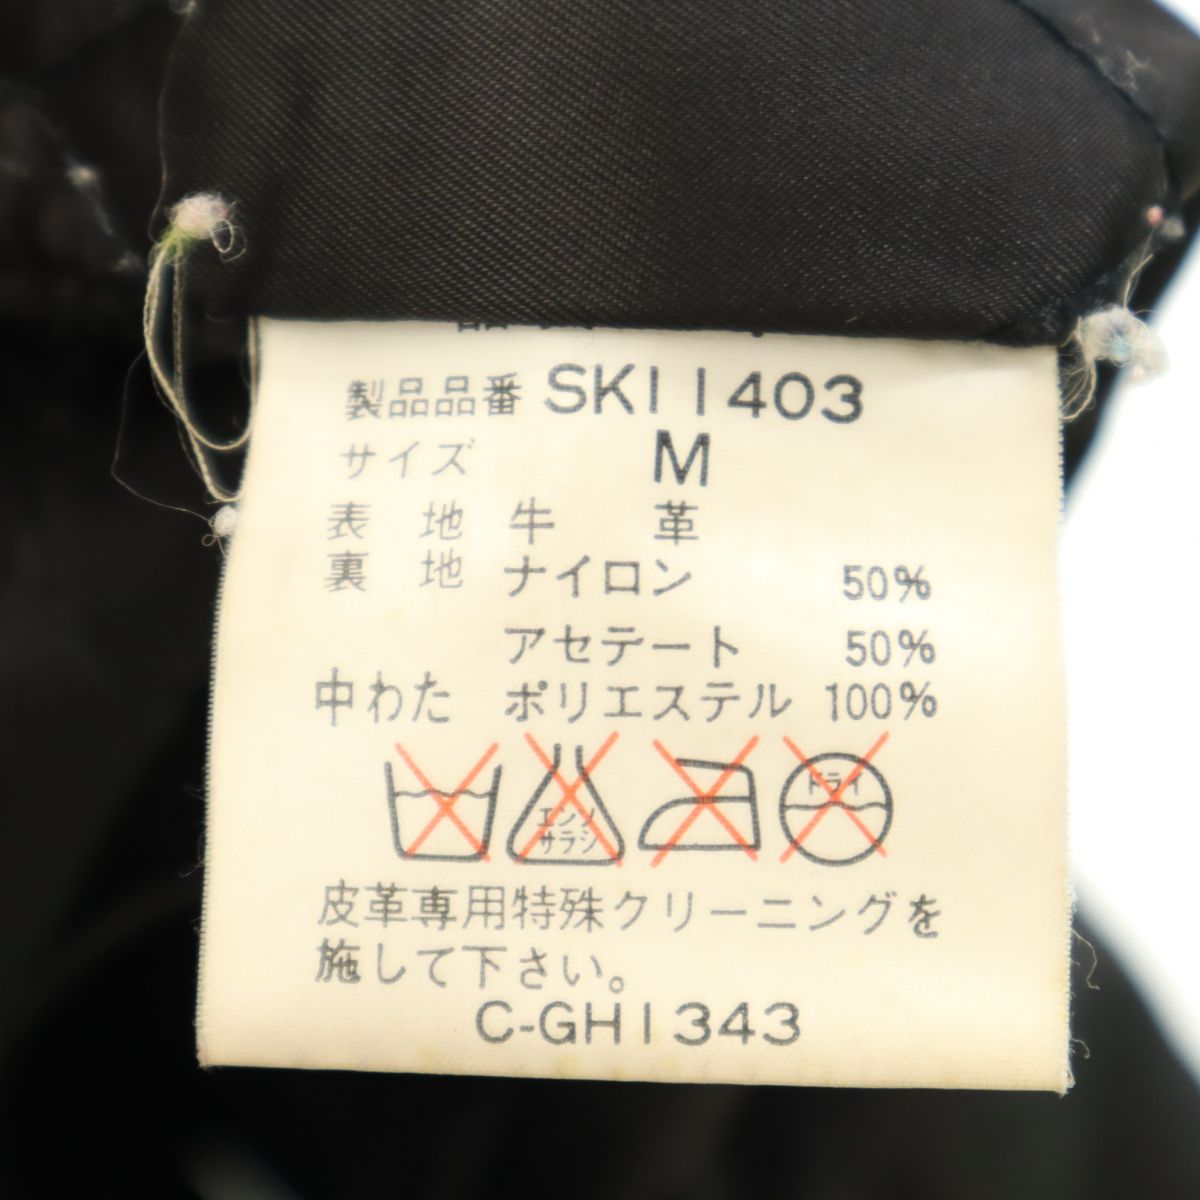 製品品番 SK11403
サイズ M
表 地 牛 革
裏 地 ナイロン 50%
アセテート 50%
中わた ポリエステル 100%
エンソ サラシ ドライ
皮革専用特殊クリーニングを
施して下さい。
C-GH1343